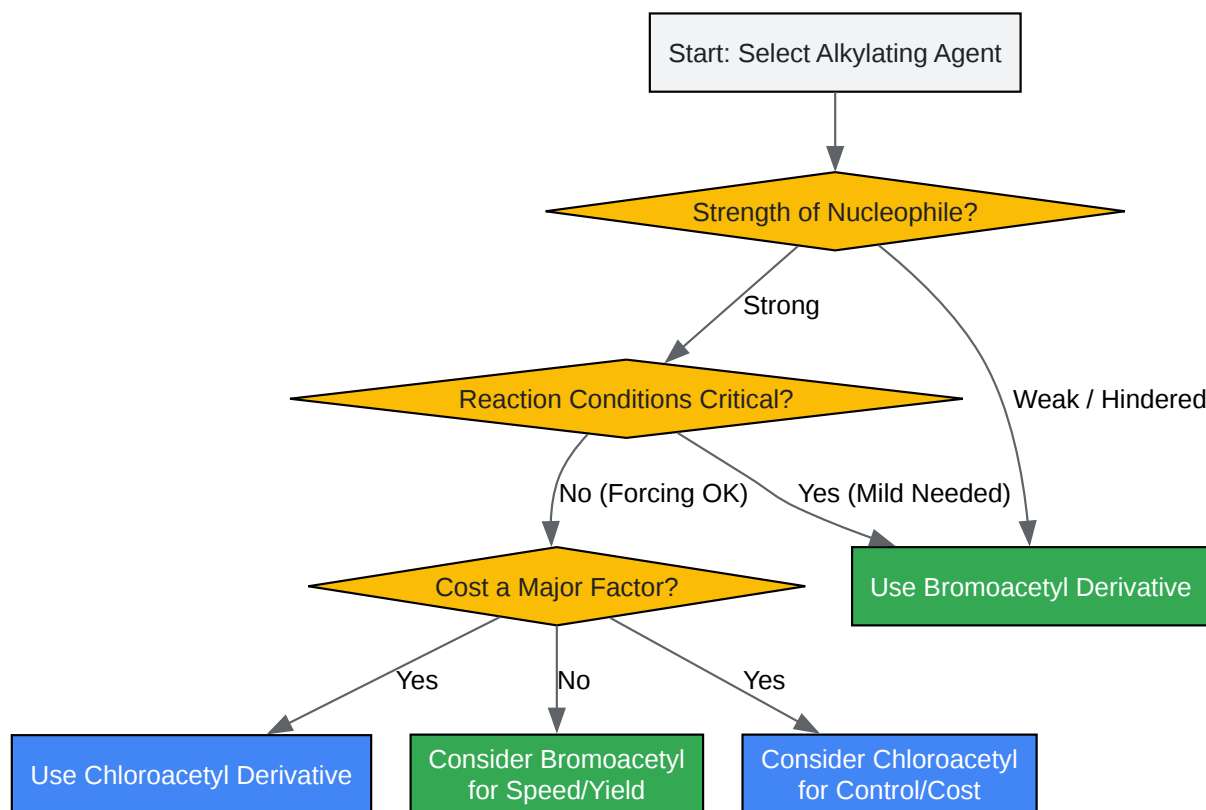 Start: Select Alkylating Agent
Strength of Nucleophile?
Strong
Weak / Hindered
Reaction Conditions Critical?
No (Forcing OK)
Yes (Mild Needed)
Cost a Major Factor?
Use Bromoacetyl Derivative
Yes
No
Yes
Use Chloroacetyl Derivative
Consider Bromoacetyl
for Speed/Yield
Consider Chloroacetyl
for Control/Cost